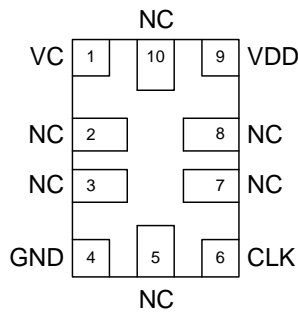 NC
VC 1 10 9 VDD
NC 2 8 NC
NC 3 7 NC
GND 4 5 6 CLK
NC